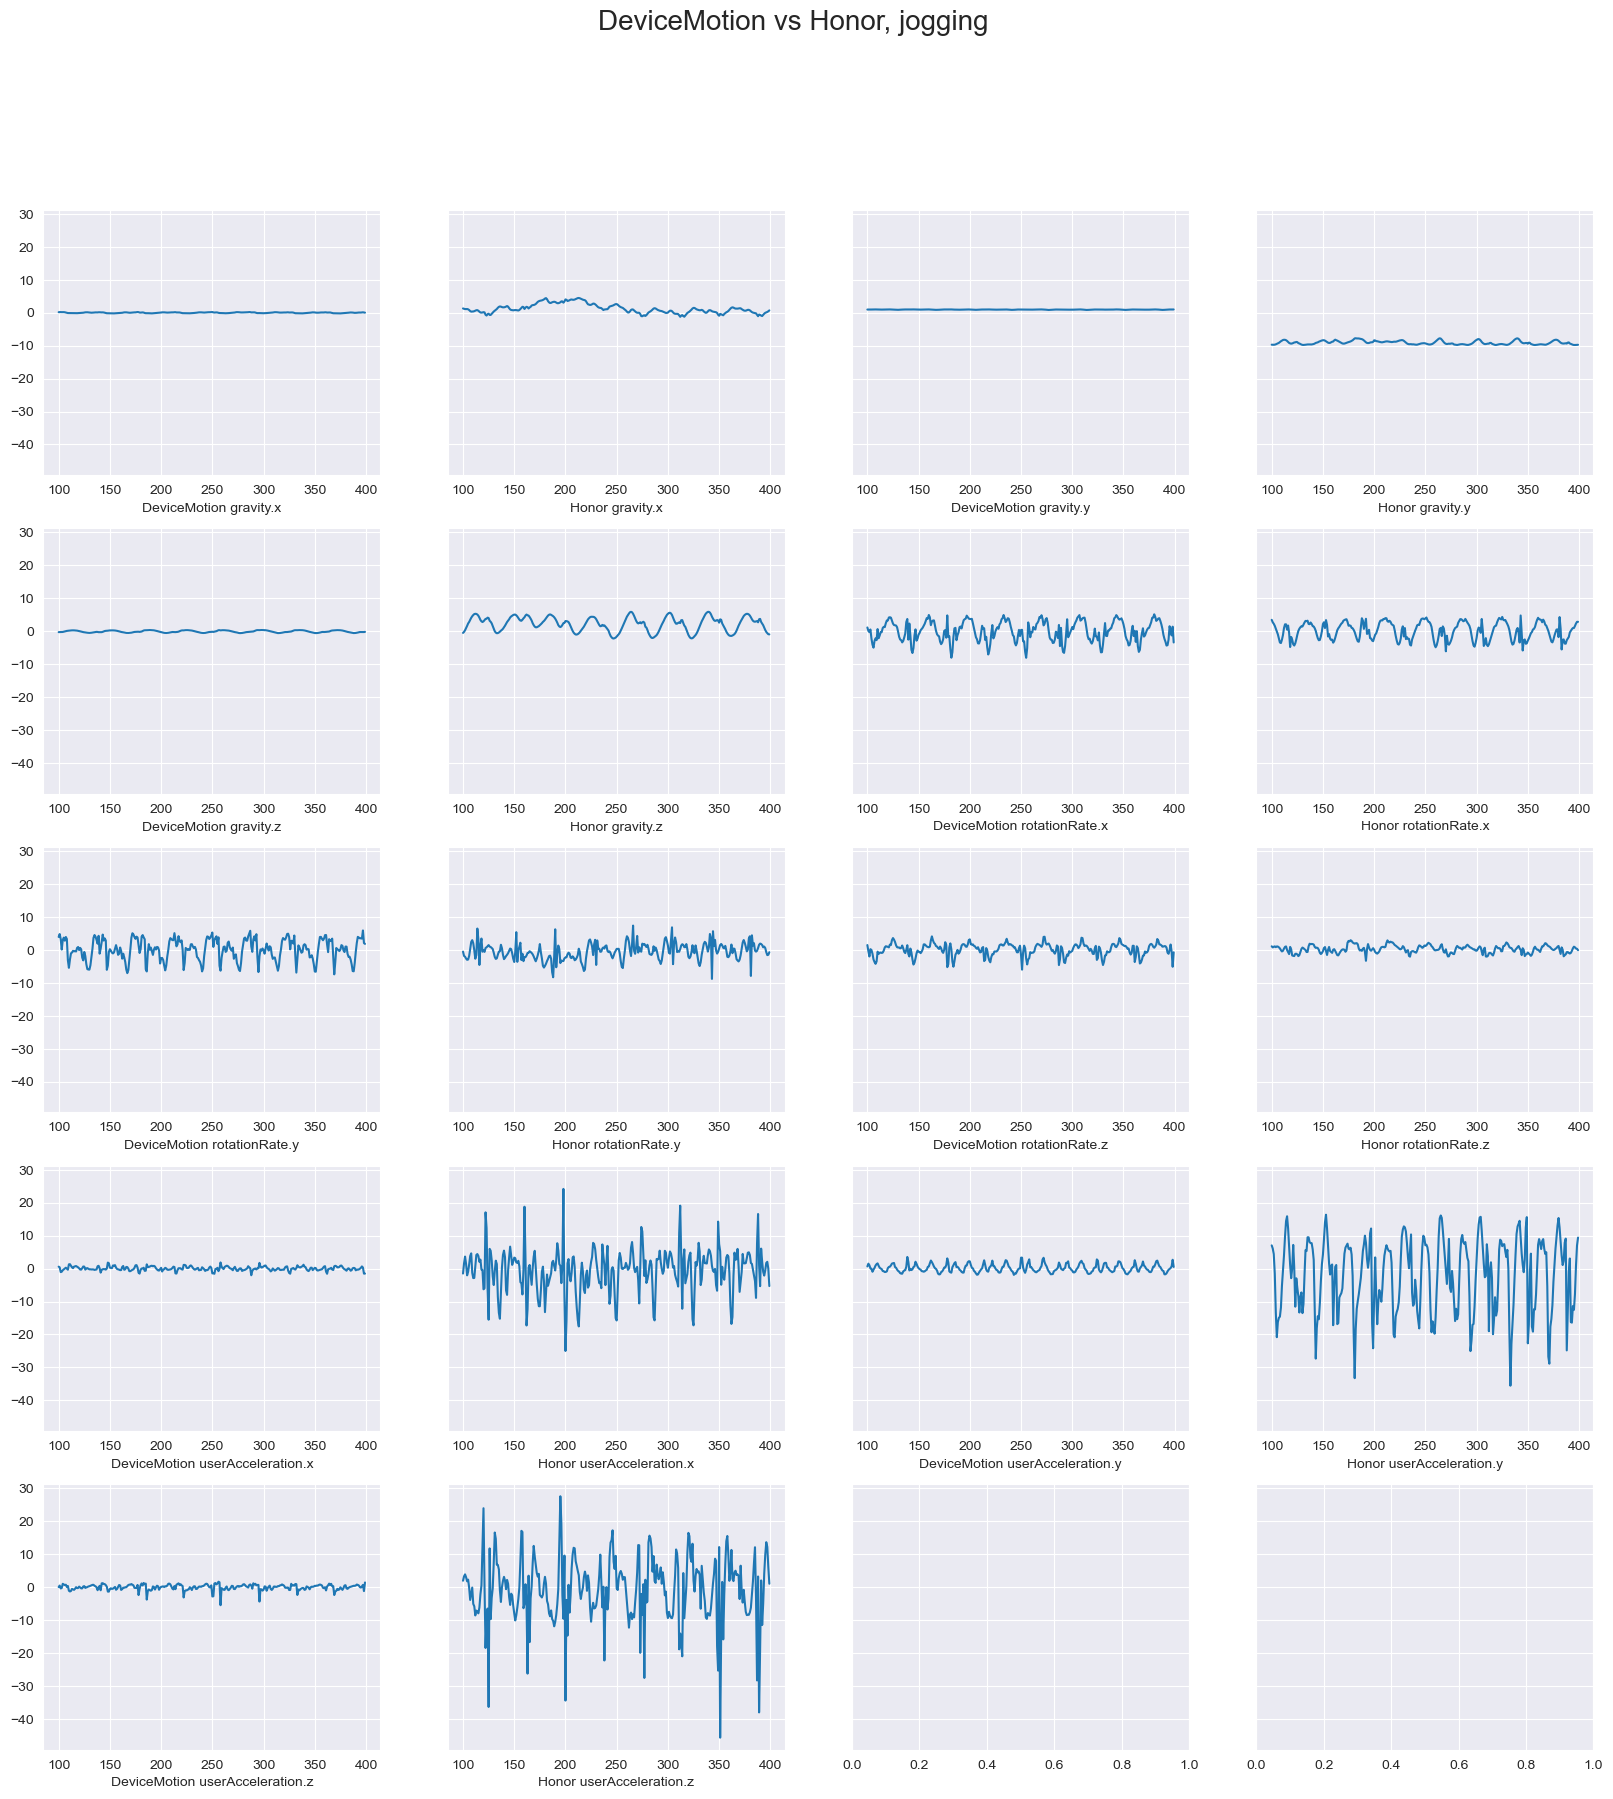 DeviceMotion vs Honor, jogging
30
20
10
0
−10
−20
−30
−40
100 150 200 250 300 350 400
100 150 200 250 300 350 400
100 150 200 250 300 350 400
100 150 200 250 300 350 400
DeviceMotion gravity.x
Honor gravity.x
DeviceMotion gravity.y
Honor gravity.y
30
20
10
0
−10
−20
−30
−40
100 150 200 250 300 350 400
100 150 200 250 300 350 400
100 150 200 250 300 350 400
100 150 200 250 300 350 400
DeviceMotion gravity.z
Honor gravity.z
DeviceMotion rotationRate.x
Honor rotationRate.x
30
20
10
0
−10
−20
−30
−40
100 150 200 250 300 350 400
100 150 200 250 300 350 400
100 150 200 250 300 350 400
100 150 200 250 300 350 400
DeviceMotion rotationRate.y
Honor rotationRate.y
DeviceMotion rotationRate.z
Honor rotationRate.z
30
20
10
0
−10
−20
−30
−40
100 150 200 250 300 350 400
100 150 200 250 300 350 400
100 150 200 250 300 350 400
100 150 200 250 300 350 400
DeviceMotion userAcceleration.x
Honor userAcceleration.x
DeviceMotion userAcceleration.y
Honor userAcceleration.y
30
20
10
0
−10
−20
−30
−40
100 150 200 250 300 350 400
100 150 200 250 300 350 400
0.0 0.2 0.4 0.6 0.8 1.0
0.0 0.2 0.4 0.6 0.8 1.0
DeviceMotion userAcceleration.z
Honor userAcceleration.z